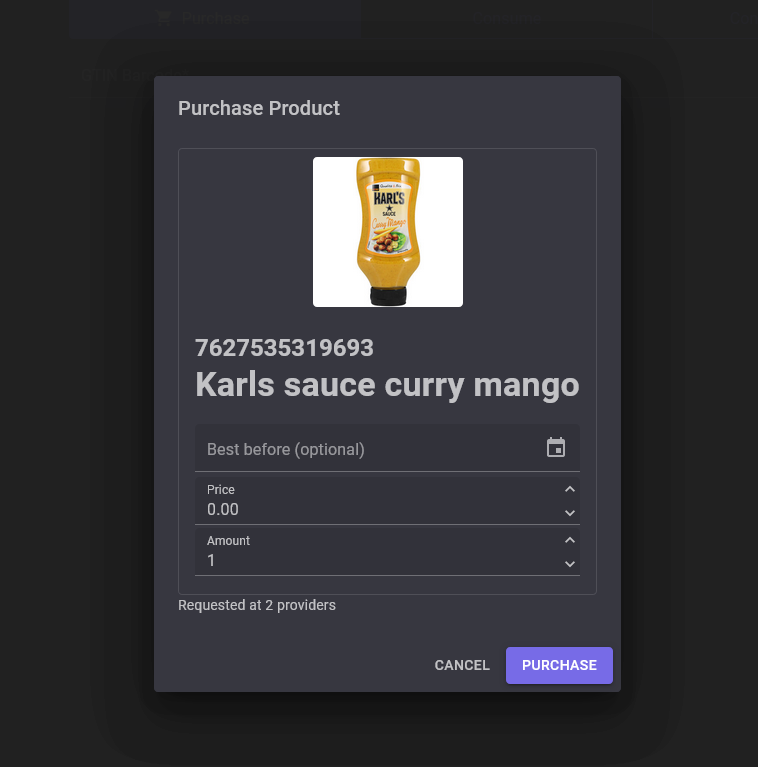 Purchase
Purchase Product
KARL'S
SAUCE
Curry Mango
7627535319693
Karls sauce curry mango
Best before (optional)
Price
0.00
Amount
1
Requested at 2 providers
CANCEL
PURCHASE